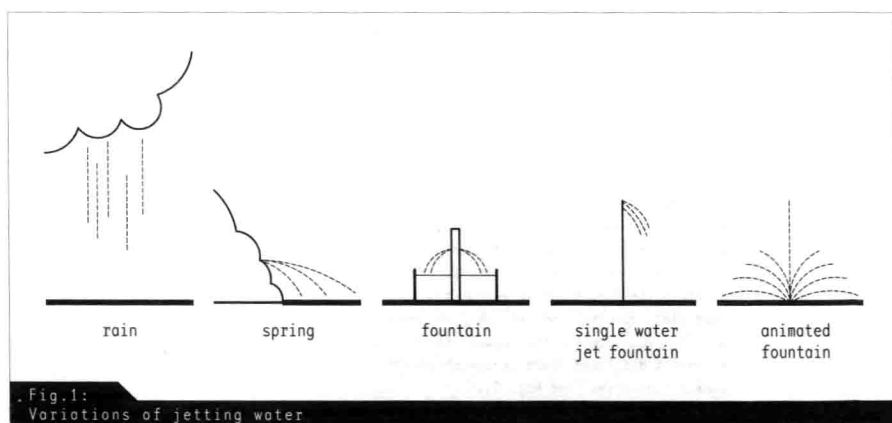 rain
spring
fountain
single water
jet fountain
animated
fountain
.Fig.1:
Variations of jetting water